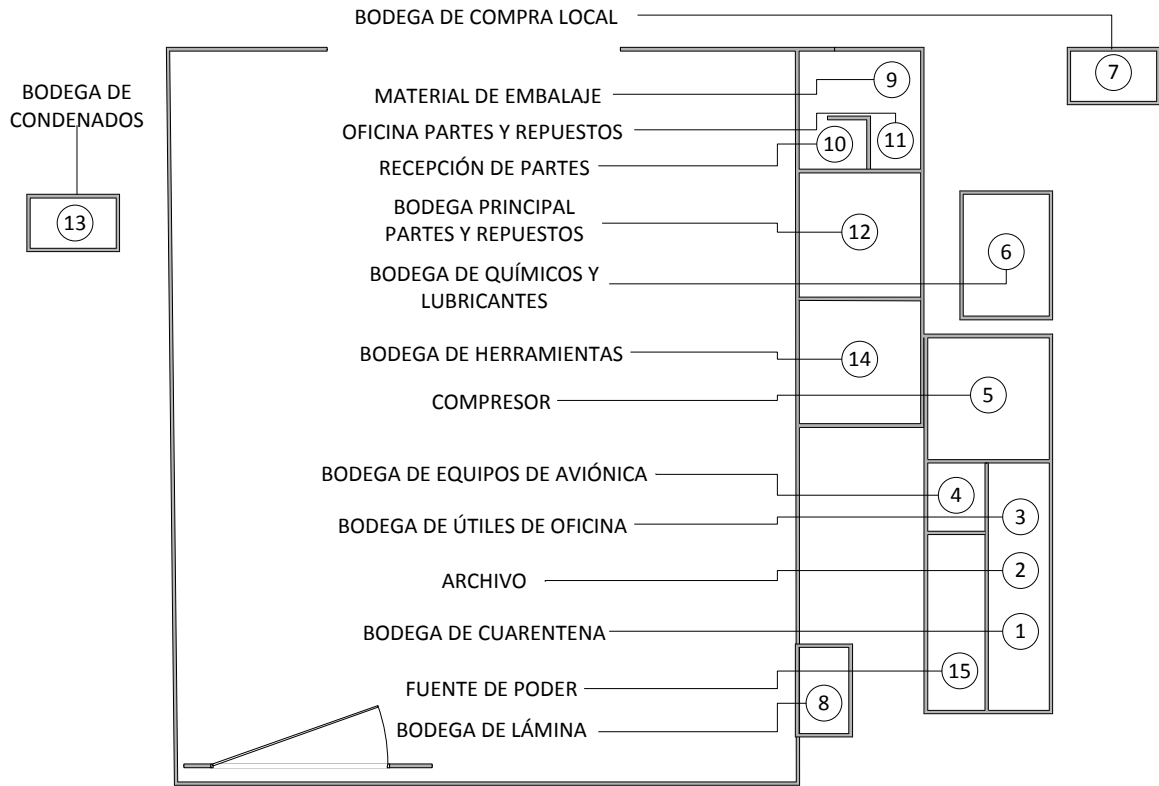 BODEGA DE COMPRA LOCAL
7
BODEGA DE
CONDENADOS
13
MATERIAL DE EMBALAJE
9
OFICINA PARTES Y REPUESTOS
11
10
RECEPCIÓN DE PARTES
BODEGA PRINCIPAL
PARTES Y REPUESTOS
12
BODEGA DE QUÍMICOS Y
LUBRICANTES
6
BODEGA DE HERRAMIENTAS
14
COMPRESOR
5
BODEGA DE EQUIPOS DE AVIÓNICA
4
BODEGA DE ÚTILES DE OFICINA
3
ARCHIVO
2
BODEGA DE CUARENTENA
1
FUENTE DE PODER
15
BODEGA DE LÁMINA
8